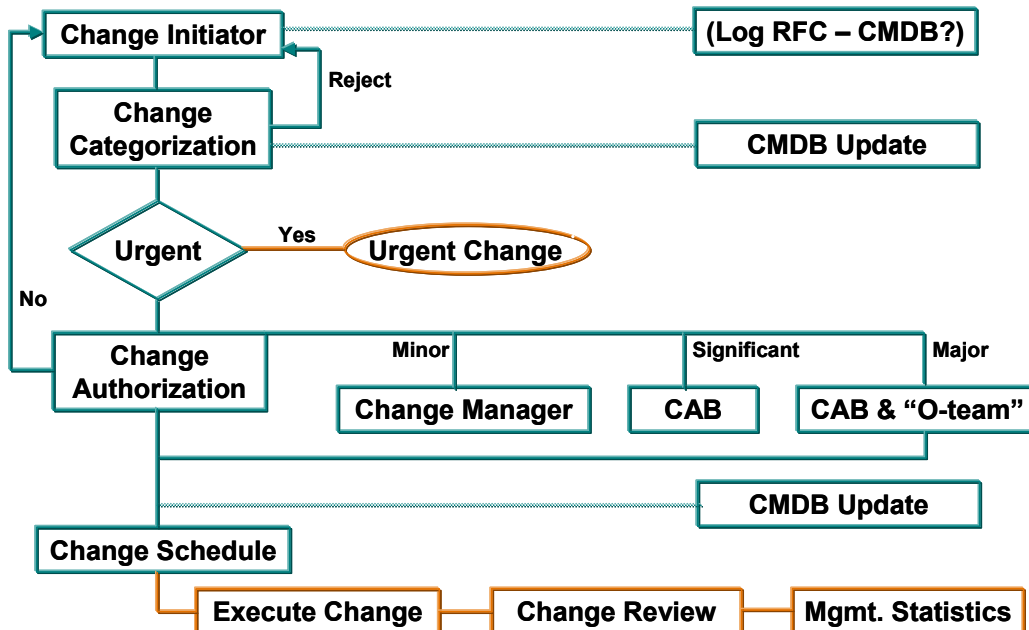 Change Initiator
(Log RFC – CMDB?)
Reject
Change
Categorization
CMDB Update
Urgent
Yes
Urgent Change
No
Change
Authorization
Minor
Significant
Major
Change Manager
CAB
CAB & “O-team”
CMDB Update
Change Schedule
Execute Change
Change Review
Mgmt. Statistics